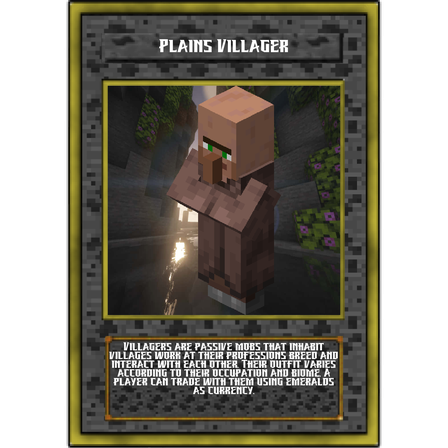 Plains Villager
Villagers are passive mobs that inhabit
villages work at their professions breed and
interact with each other. Their outfit varies
according to their occupation and biome. A
player can trade with them using emeralds
as currency.